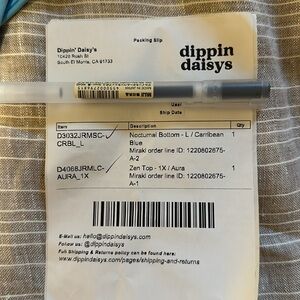 Packing Slip
dippin
daisys
Dippin' Daisy's
10429 Rush St
South El Monte, CA 91733
MUJI
User
Ship Date
Item
Description
Qty
D3032JRMSC-
CRBL_L
Nocturnal Bottom - L / Carribean
Blue
Mirakl order line ID: 1220802675-
A-2
1
D4068JRMLC-
AURA_1X
Zen Top - 1X / Aura
Mirakl order line ID: 1220802675-
A-1
1
E-Mail us: hello@dippindaisys.com
Follow us: @dippindaisys
Full Shipping & Returns policy can be found here:
www.dippindaisys.com/pages/shipping-and-returns